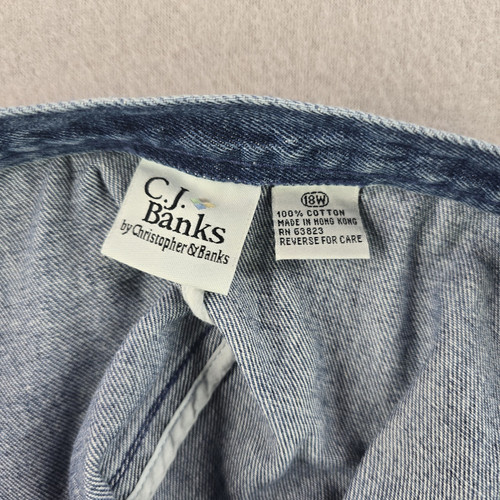 C.J.
Banks
by Christopher & Banks
18W
100% COTTON
MADE IN HONG KONG
RN 63823
REVERSE FOR CARE